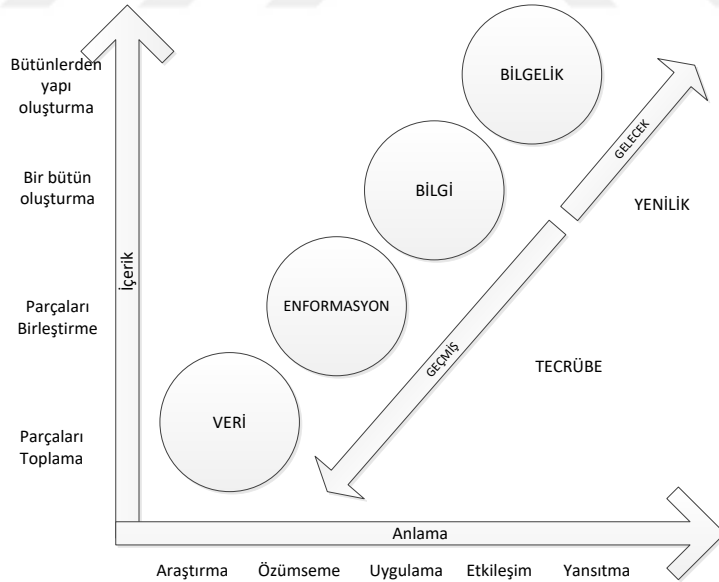 Bütünlerden
yapı
oluşturma
BİLGELİK
GELECEK
Bir bütün
oluşturma
BİLGİ
YENİLİK
İçerik
Parçaları
Birleştirme
ENFORMASYON
GEÇMİŞ
TECRÜBE
VERİ
Parçaları
Toplama
Anlama
Araştırma Özümseme Uygulama Etkileşim Yansıtma